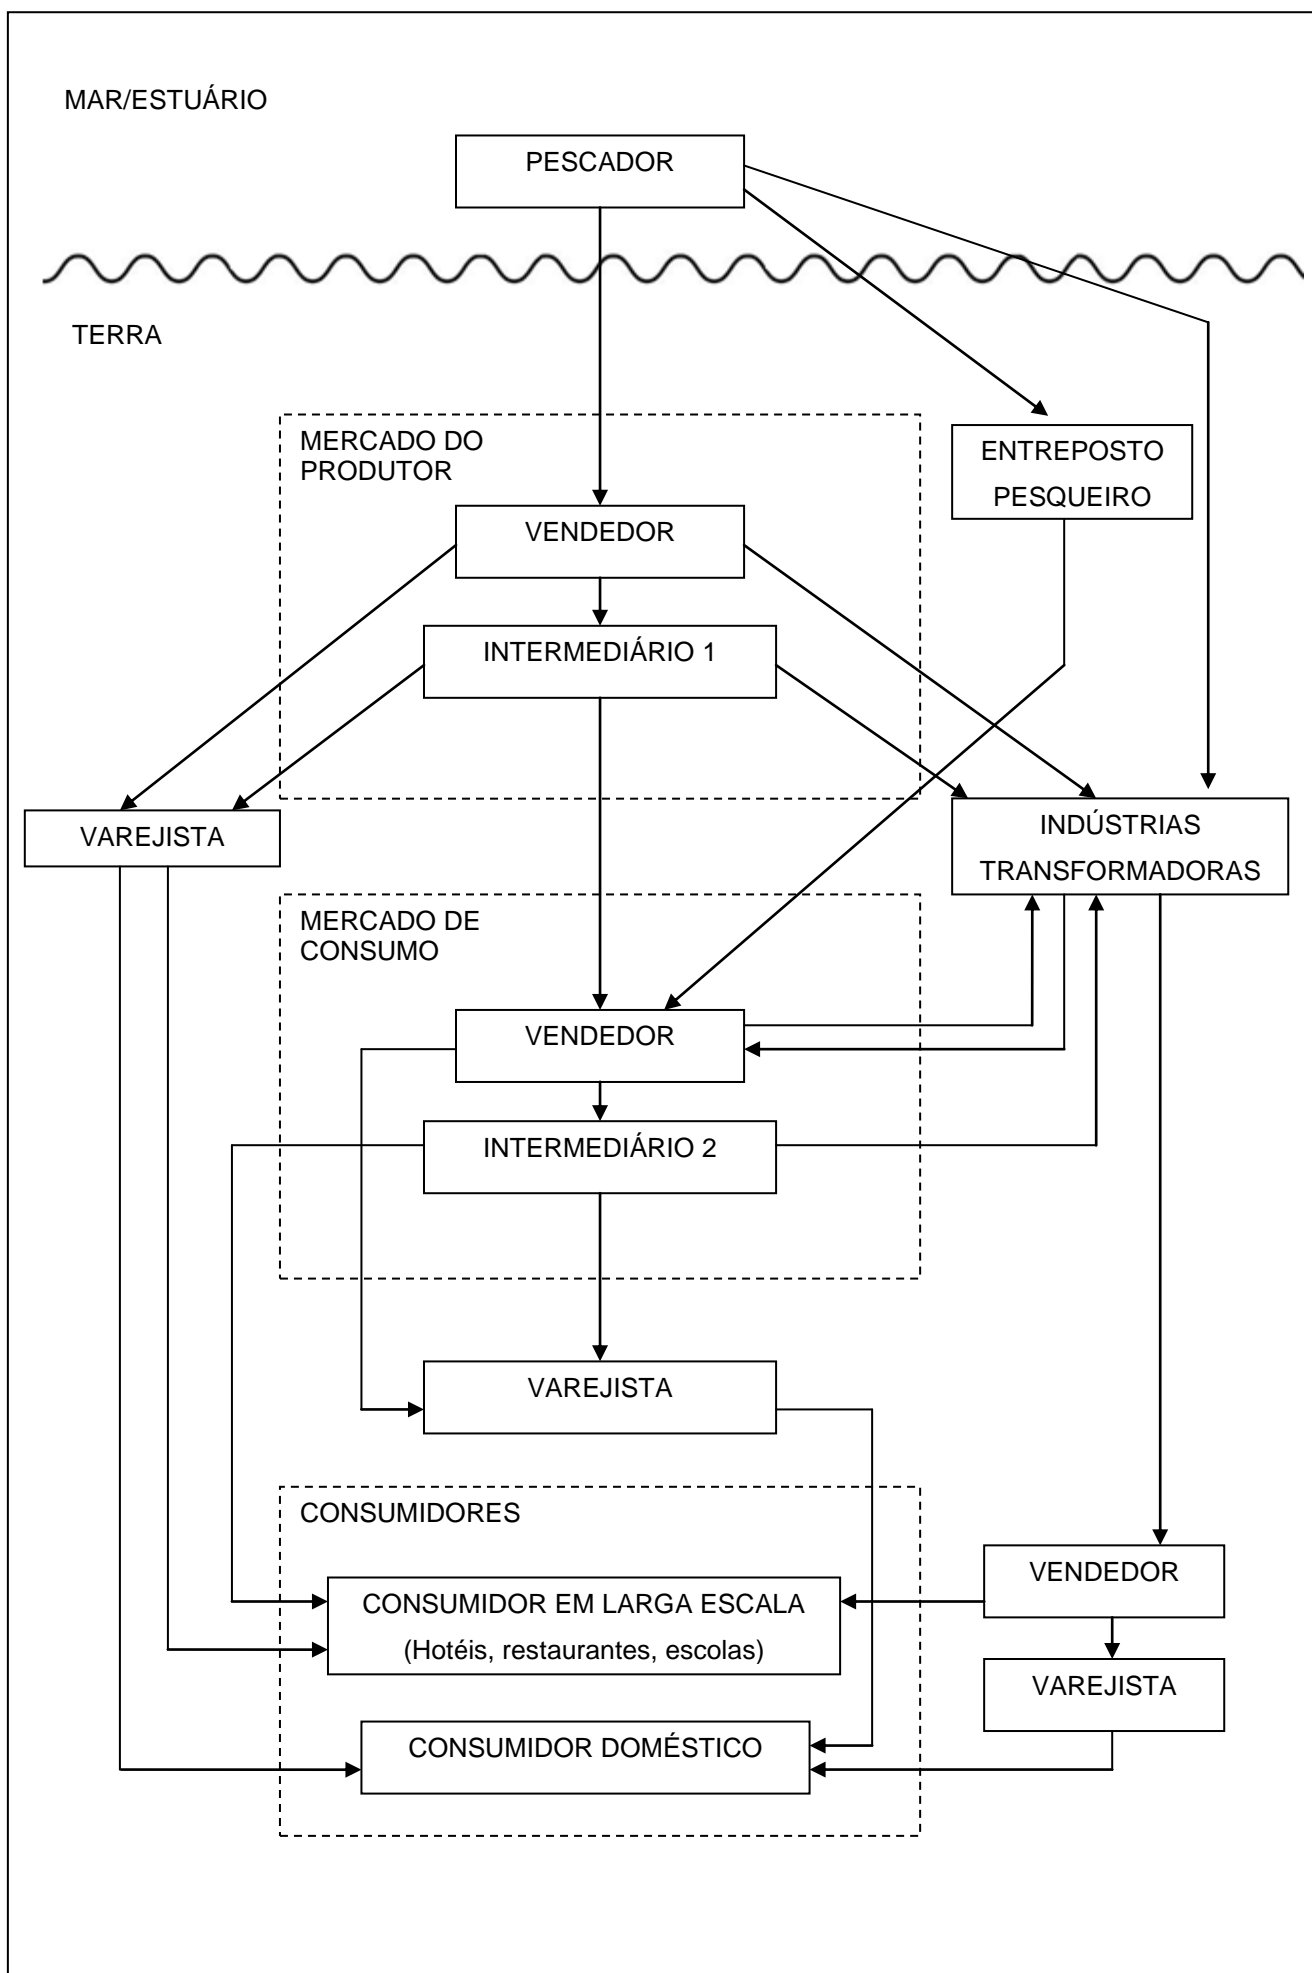 MAR/ESTUÁRIO
PESCADOR
TERRA
MERCADO DO
PRODUTOR
ENTREPOSTO
PESQUEIRO
VENDEDOR
INTERMEDIÁRIO 1
VAREJISTA
INDÚSTRIAS
TRANSFORMADORAS
MERCADO DE
CONSUMO
VENDEDOR
INTERMEDIÁRIO 2
VAREJISTA
CONSUMIDORES
CONSUMIDOR EM LARGA ESCALA
(Hotéis, restaurantes, escolas)
VENDEDOR
VAREJISTA
CONSUMIDOR DOMÉSTICO